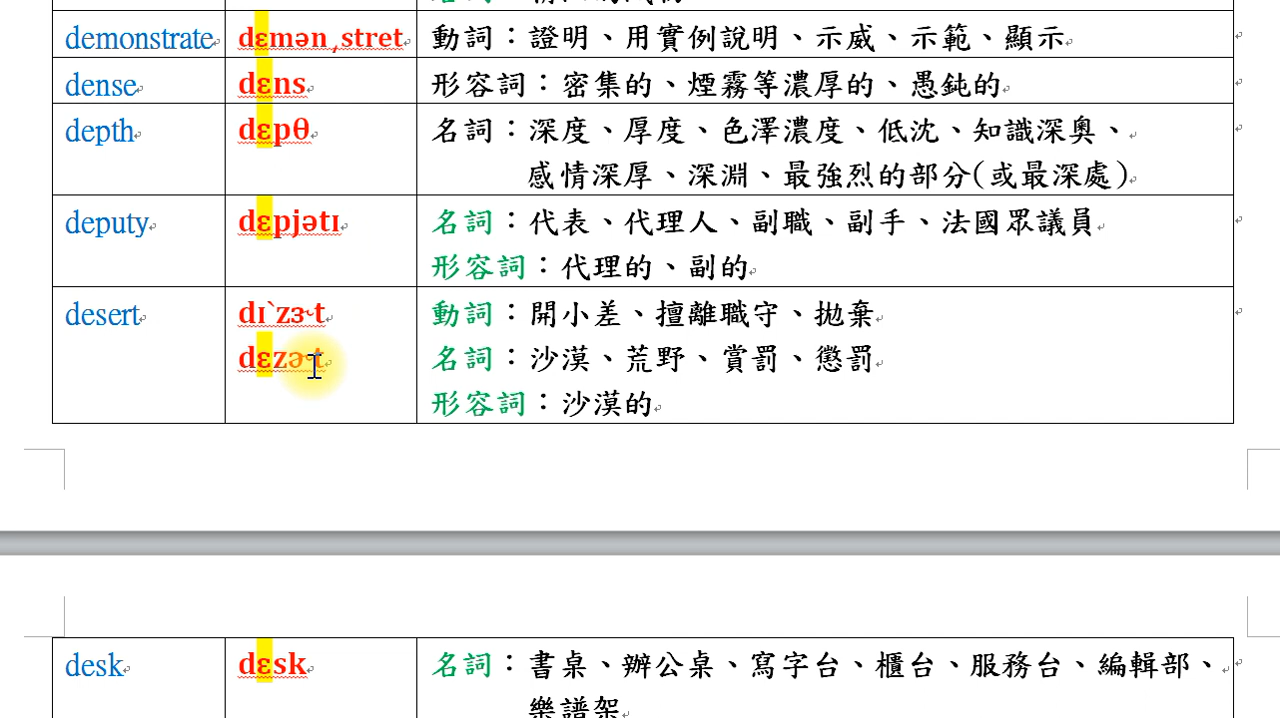 demonstrate dɛmənˌstret 動詞：證明、用實例說明、示威、示範、顯示
dense dɛns 形容詞：密集的、煙霧等濃厚的、愚鈍的
depth dɛpθ 名詞：深度、厚度、色澤濃度、低沈、知識深奧、
感情深厚、深淵、最強烈的部分(或最深處)
deputy dɛpjətɪ 名詞：代表、代理人、副職、副手、法國眾議員
形容詞：代理的、副的
desert dɪˋzɝt 動詞：開小差、擅離職守、拋棄
dɛzɚt 名詞：沙漠、荒野、賞罰、懲罰
形容詞：沙漠的
desk dɛsk 名詞：書桌、辦公桌、寫字台、櫃台、服務台、編輯部、
樂譜架